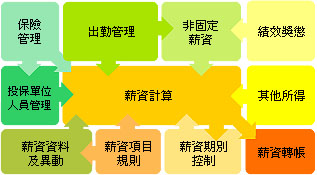 保險
管理
出勤管理
非固定
薪資
績效獎懲
投保單位
人員管理
薪資計算
其他所得
薪資資料
及異動
薪資項目
規則
薪資期別
控制
薪資轉帳